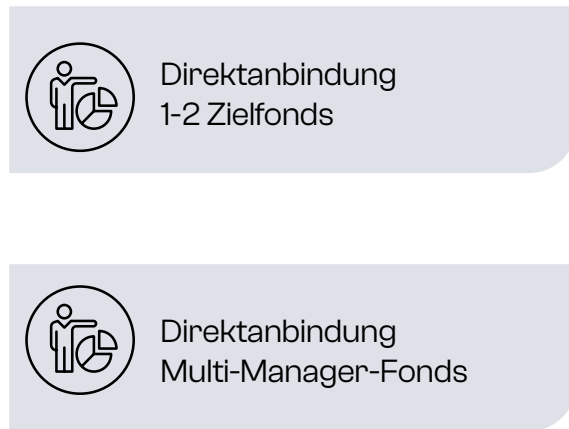 Direktanbindung
1-2 Zielfonds
Direktanbindung
Multi-Manager-Fonds